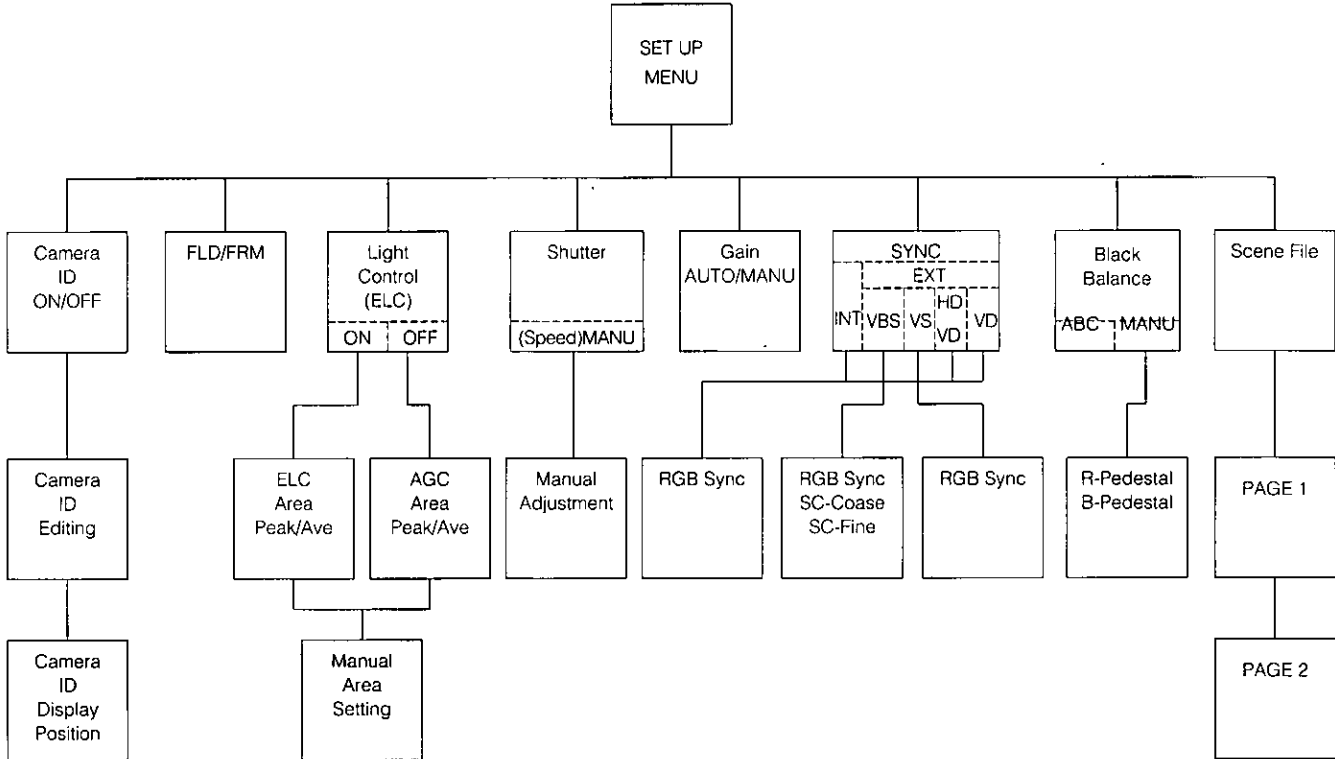 SET UP
MENU
Camera
ID
ON/OFF
FLD/FRM
Light
Control
(ELC)
ON OFF
Shutter
(Speed)MANU
Gain
AUTO/MANU
SYNC
EXT
INT VBS VS HD VD
VD
Black
Balance
ABC MANU
Scene File
Camera
ID
Editing
ELC
Area
Peak/Ave
AGC
Area
Peak/Ave
Manual
Adjustment
RGB Sync
RGB Sync
SC-Coase
SC-Fine
RGB Sync
R-Pedestal
B-Pedestal
PAGE 1
Camera
ID
Display
Position
Manual
Area
Setting
PAGE 2